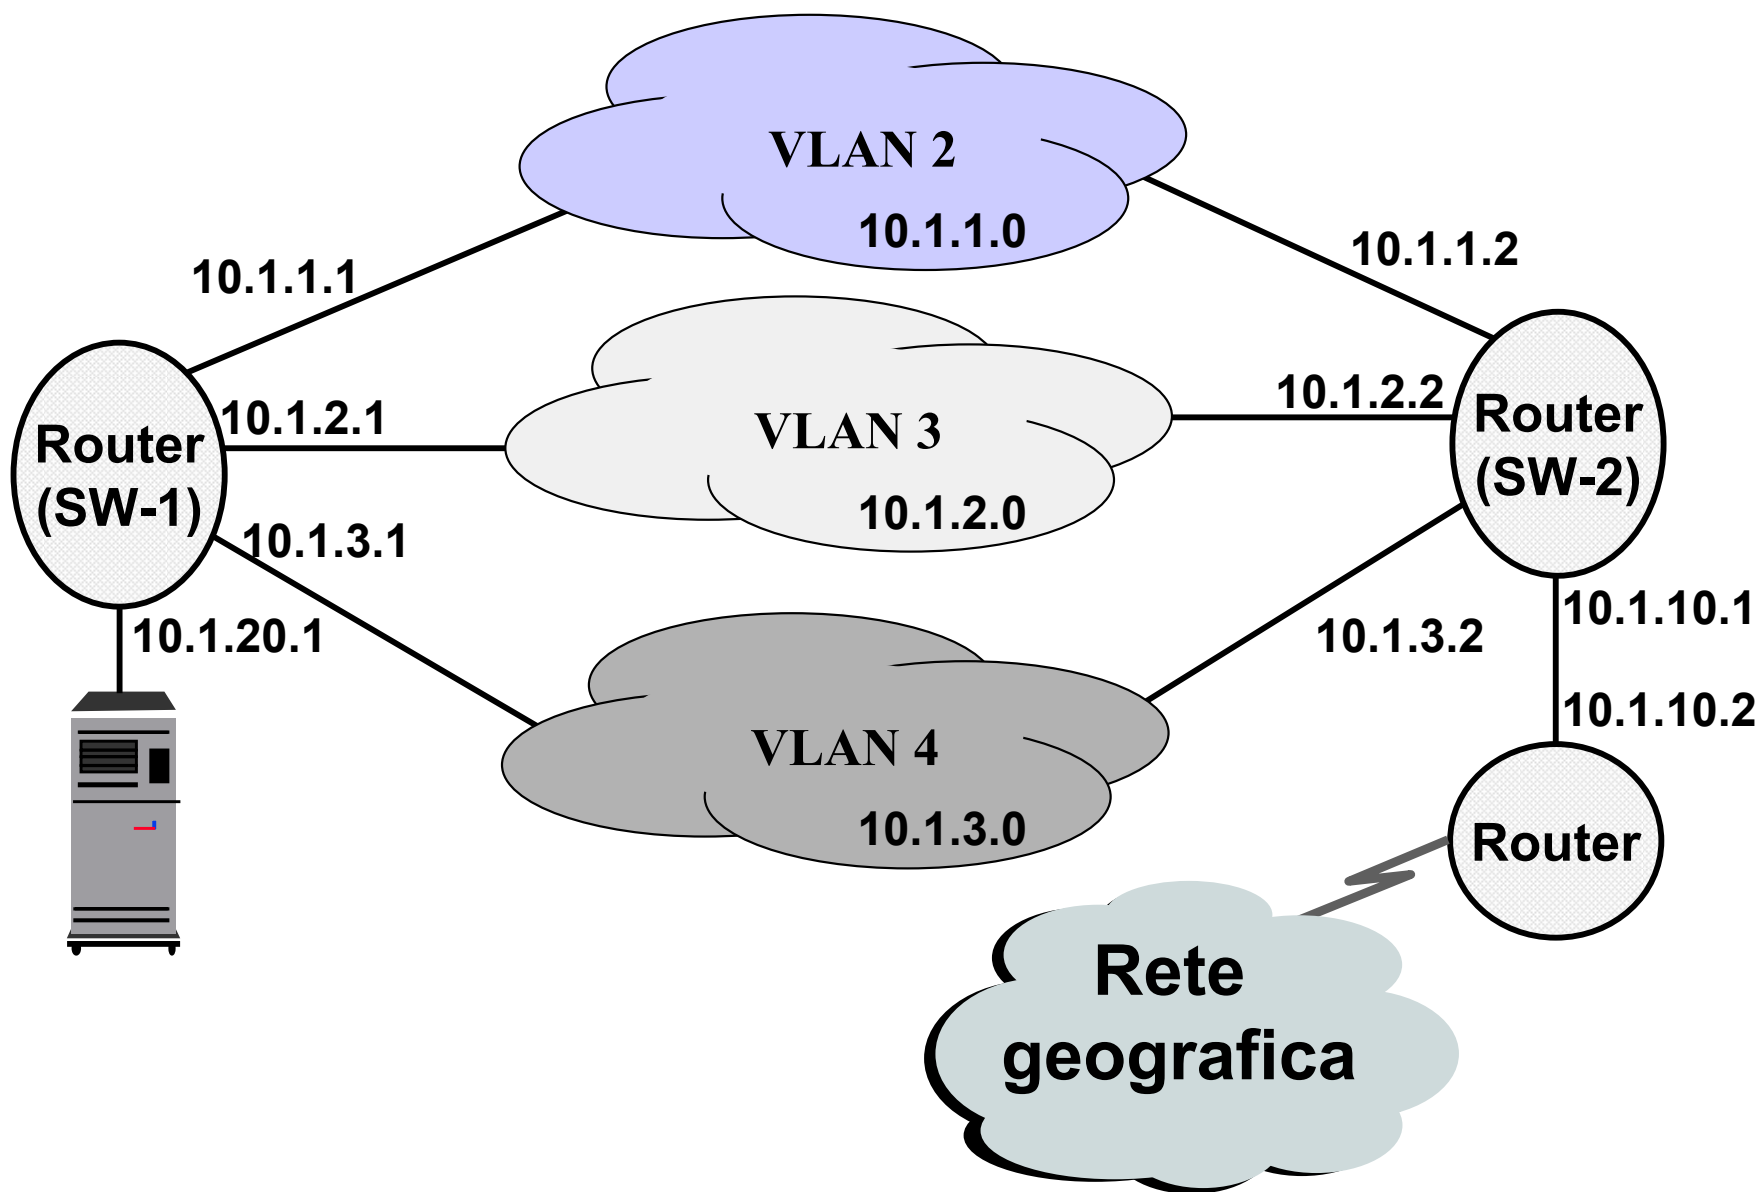 VLAN 2
10.1.1.0
10.1.1.1
10.1.1.2
Router
(SW-1)
10.1.2.1
VLAN 3
10.1.2.0
10.1.2.2
Router
(SW-2)
10.1.3.1
10.1.20.1
VLAN 4
10.1.3.0
10.1.3.2
10.1.10.1
10.1.10.2
Router
Rete
geografica